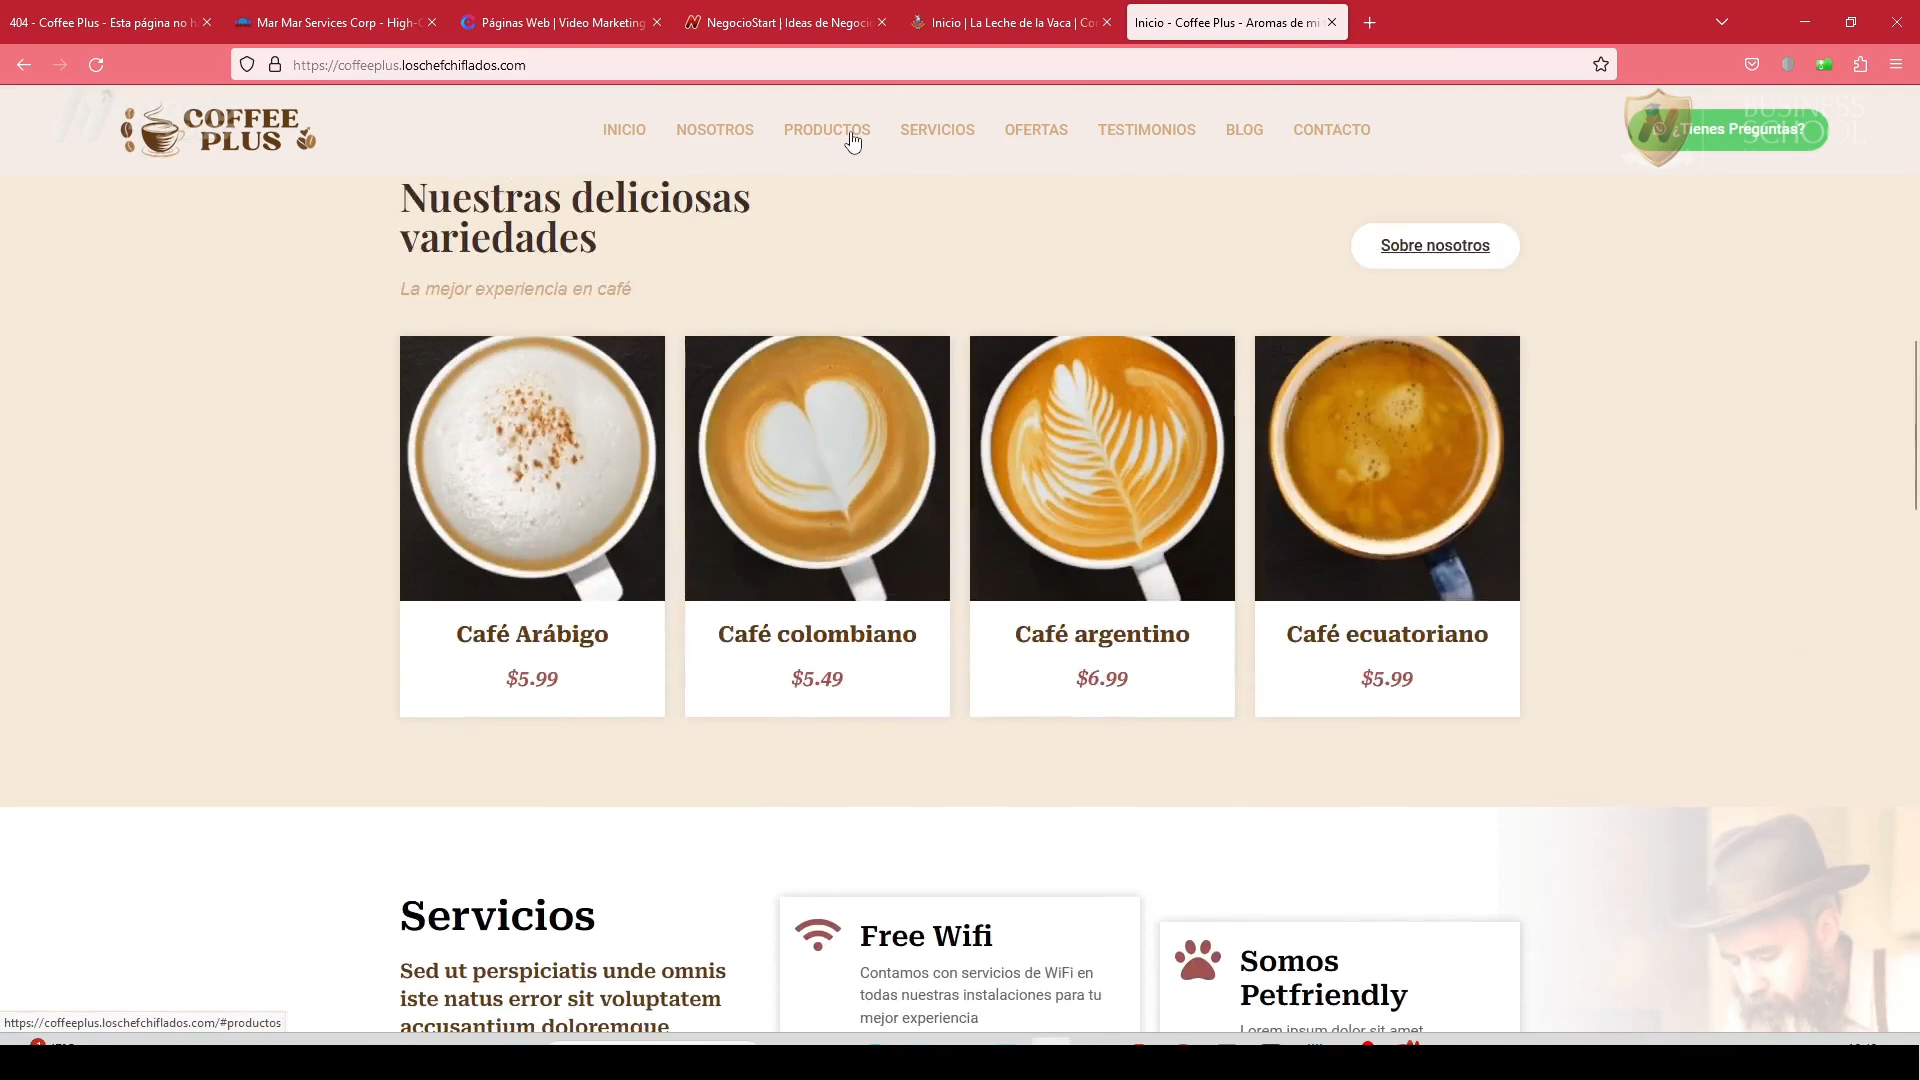 404 - Coffee Plus - Esta página no h
Mar Mar Services Corp - High-C
Páginas Web | Video Marketing
NegocioStart | Ideas de Negocio
Inicio | La Leche de la Vaca | Co
Inicio - Coffee Plus - Aromas de mi
https://coffeeplus.loschefchiflados.com
COFFEE
PLUS
INICIO
NOSOTROS
PRODUCTOS
SERVICIOS
OFERTAS
TESTIMONIOS
BLOG
CONTACTO
¿Tienes Preguntas?
BUSINESS
SCHOOL
Nuestras deliciosas
variedades
Sobre nosotros
La mejor experiencia en café
Café Arábigo
$5.99
Café colombiano
$5.49
Café argentino
$6.99
Café ecuatoriano
$5.99
Servicios
Sed ut perspiciatis unde omnis
iste natus error sit voluptatem
accusantium doloremque
Free Wifi
Contamos con servicios de WiFi en
todas nuestras instalaciones para tu
mejor experiencia
Somos
Petfriendly
Lorem ipsum dolor sit amet
https://coffeeplus.loschefchiflados.com/#productos